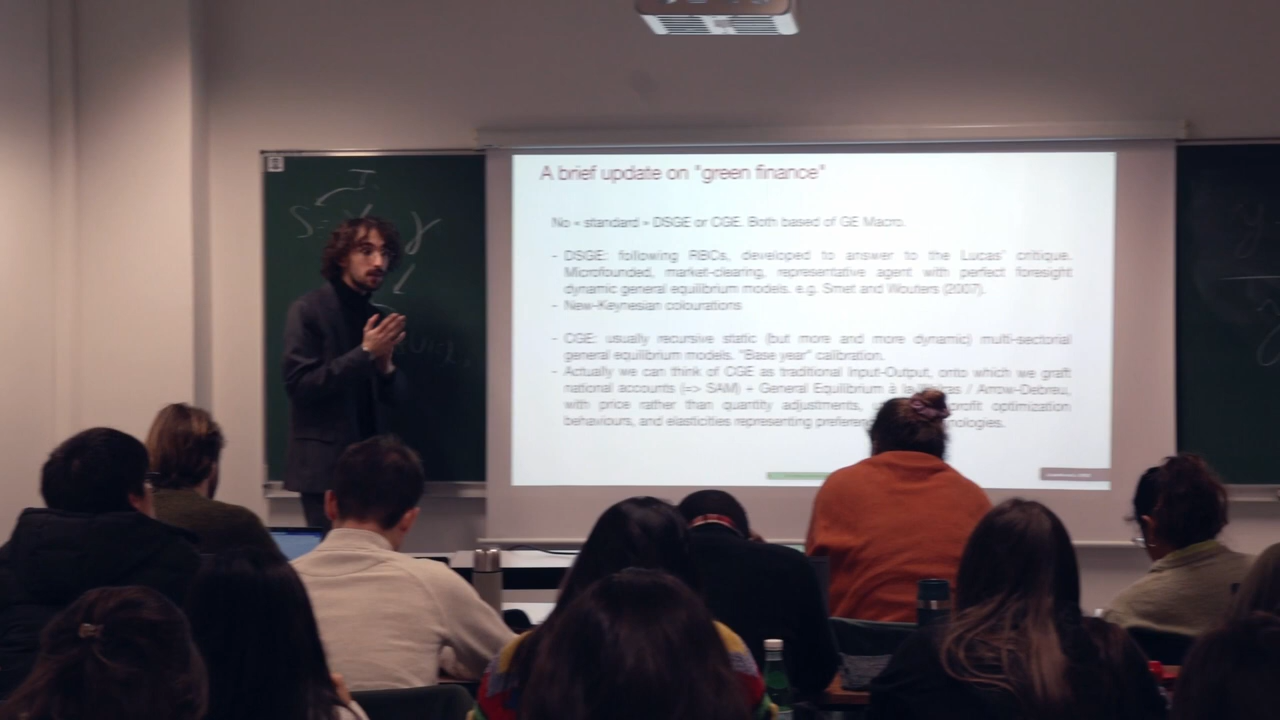 A brief update on "green finance"
No « standard » DSGE or CGE. Both based of GE Macro.
- DSGE: following RBCs, developed to answer to the Lucas' critique.
Microfounded, market-clearing, representative agent with perfect foresight
dynamic general equilibrium models. e.g. Smet and Wouters (2007).
- New-Keynesian colourations
- CGE: usually recursive static (but more and more dynamic) multi-sectorial
general equilibrium models. "Base year" calibration.
- Actually we can think of CGE as traditional Input-Output, onto which we graft
national accounts (=> SAM) + General Equilibrium à la / Arrow-Debreu,
with price rather than quantity adjustments, profit optimization
behaviours, and elasticities representing